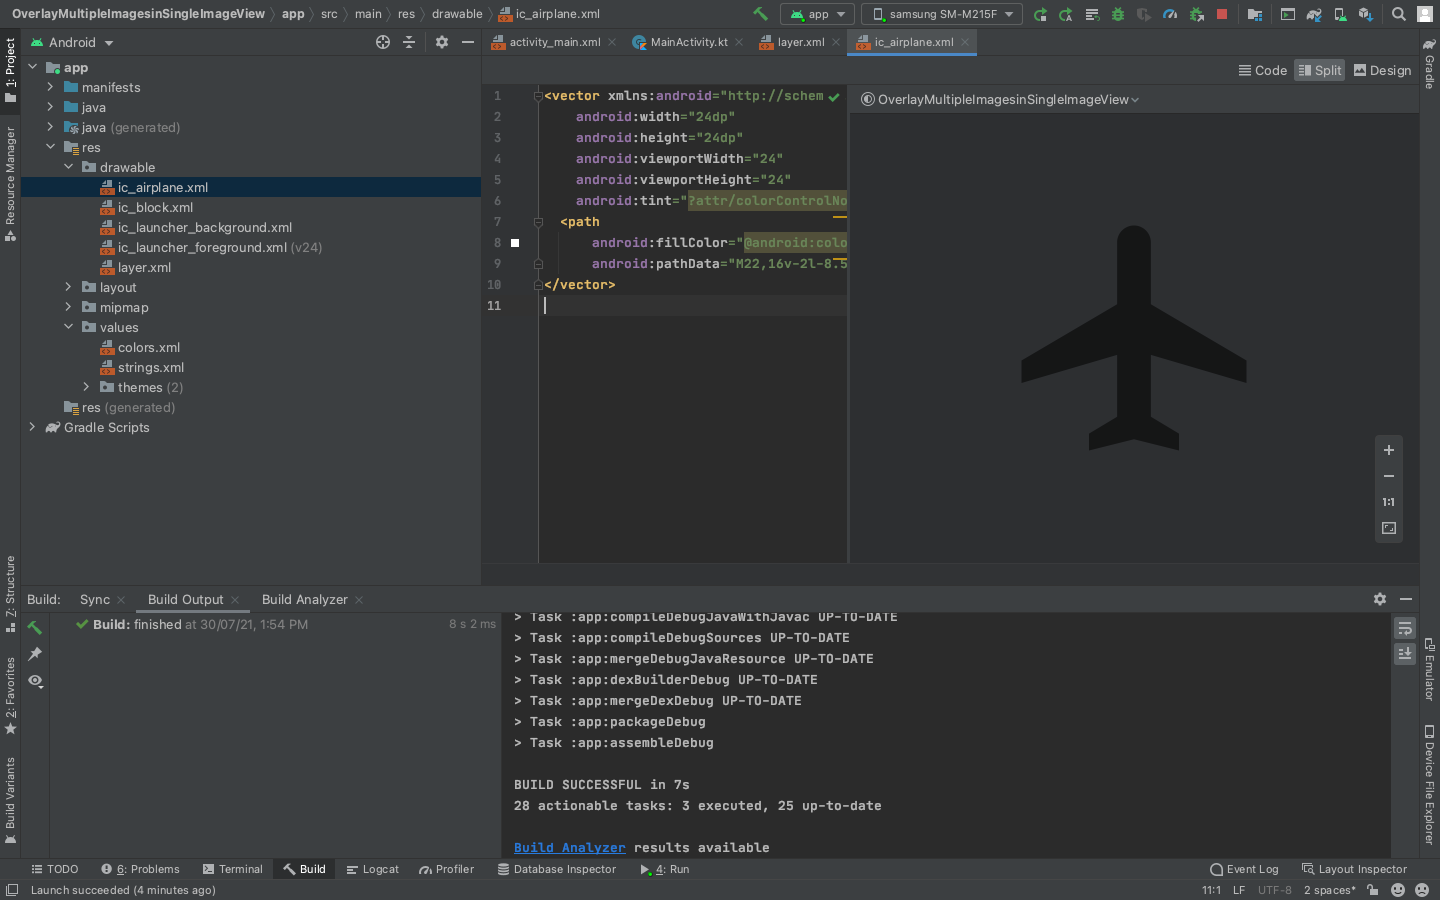 OverlayMultipleImagesinSingleImageView app src main res drawable ic_airplane.xml app samsung SM-M215F
1: Project
Resource Manager
7: Structure
2: Favorites
Build Variants
Android
app
manifests
java
java (generated)
res
drawable
ic_airplane.xml
ic_block.xml
ic_launcher_background.xml
ic_launcher_foreground.xml (v24)
layer.xml
layout
mipmap
values
colors.xml
strings.xml
themes (2)
res (generated)
Gradle Scripts
activity_main.xml MainActivity.kt layer.xml ic_airplane.xml
Code Split Design
1 <vector xmlns:android="http://schem
2 android:width="24dp"
3 android:height="24dp"
4 android:viewportWidth="24"
5 android:viewportHeight="24"
6 android:tint="?attr/colorControlNo
7 <path
8 android:fillColor="@android:colo
9 android:pathData="M22,16v-2l-8.5
10 </vector>
11
OverlayMultipleImagesinSingleImageView
1:1
Gradle
Emulator
Device File Explorer
Build: Sync Build Output Build Analyzer
Build: finished at 30/07/21, 1:54 PM 8 s 2 ms
> Task :app:compileDebugJavaWithJavac UP-TO-DATE
> Task :app:compileDebugSources UP-TO-DATE
> Task :app:mergeDebugJavaResource UP-TO-DATE
> Task :app:dexBuilderDebug UP-TO-DATE
> Task :app:mergeDexDebug UP-TO-DATE
> Task :app:packageDebug
> Task :app:assembleDebug
BUILD SUCCESSFUL in 7s
28 actionable tasks: 3 executed, 25 up-to-date
Build Analyzer results available
TODO 6: Problems Terminal Build Logcat Profiler Database Inspector 4: Run Event Log Layout Inspector
Launch succeeded (4 minutes ago) 11:1 LF UTF-8 2 spaces*